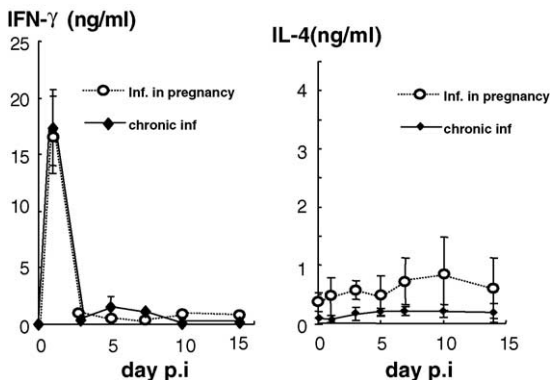 IFN-γ (ng/ml)
25
20
15
10
5
0
Inf. in pregnancy
chronic inf
0 5 10 15
day p.i
IL-4(ng/ml)
4
3
2
1
0
Inf. in pregnancy
chronic inf
0 5 10 15
day p.i